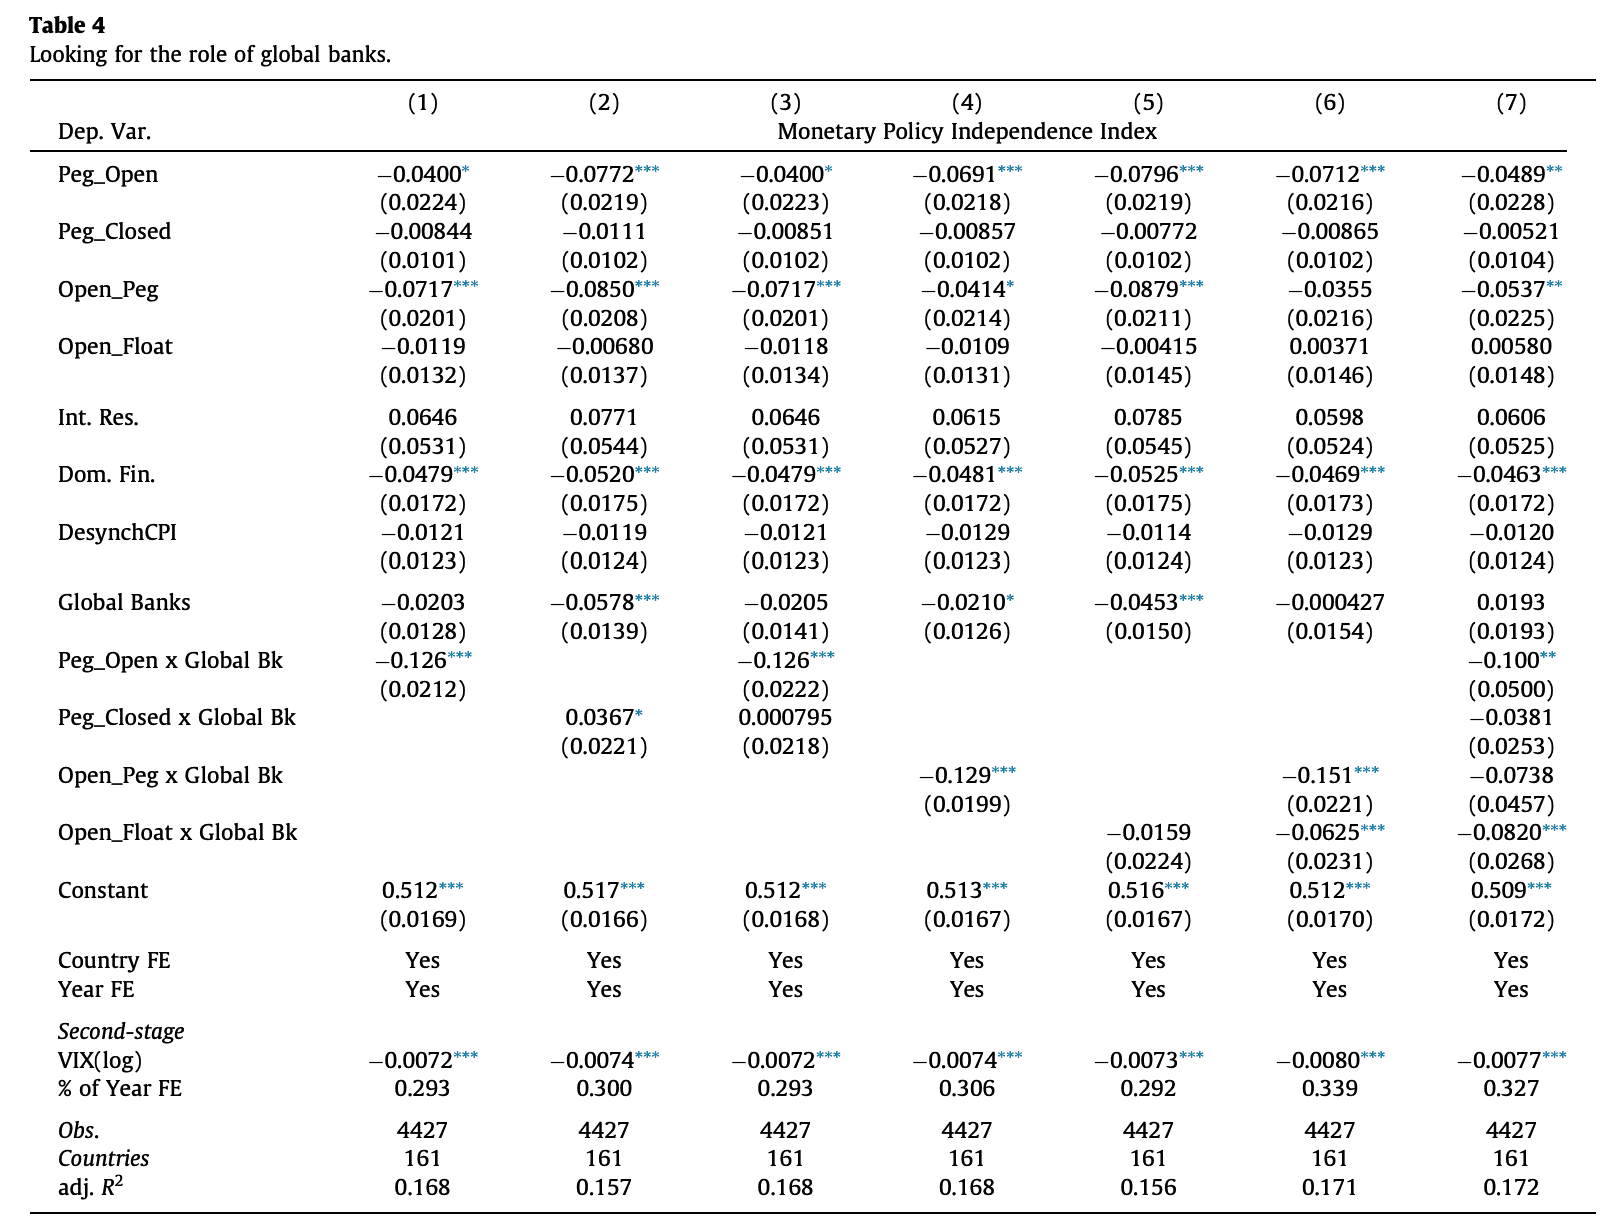 Table 4
Looking for the role of global banks.
(1) (2) (3) (4) (5) (6) (7)
Dep. Var. Monetary Policy Independence Index
Peg_Open −0.0400* −0.0772*** −0.0400* −0.0691*** −0.0796*** −0.0712*** −0.0489**
(0.0224) (0.0219) (0.0223) (0.0218) (0.0219) (0.0216) (0.0228)
Peg_Closed −0.00844 −0.0111 −0.00851 −0.00857 −0.00772 −0.00865 −0.00521
(0.0101) (0.0102) (0.0102) (0.0102) (0.0102) (0.0102) (0.0104)
Open_Peg −0.0717*** −0.0850*** −0.0717*** −0.0414* −0.0879*** −0.0355 −0.0537**
(0.0201) (0.0208) (0.0201) (0.0214) (0.0211) (0.0216) (0.0225)
Open_Float −0.0119 −0.00680 −0.0118 −0.0109 −0.00415 0.00371 0.00580
(0.0132) (0.0137) (0.0134) (0.0131) (0.0145) (0.0146) (0.0148)
Int. Res. 0.0646 0.0771 0.0646 0.0615 0.0785 0.0598 0.0606
(0.0531) (0.0544) (0.0531) (0.0527) (0.0545) (0.0524) (0.0525)
Dom. Fin. −0.0479*** −0.0520*** −0.0479*** −0.0481*** −0.0525*** −0.0469*** −0.0463***
(0.0172) (0.0175) (0.0172) (0.0172) (0.0175) (0.0173) (0.0172)
DesynchCPI −0.0121 −0.0119 −0.0121 −0.0129 −0.0114 −0.0129 −0.0120
(0.0123) (0.0124) (0.0123) (0.0123) (0.0124) (0.0123) (0.0124)
Global Banks −0.0203 −0.0578*** −0.0205 −0.0210* −0.0453*** −0.000427 0.0193
(0.0128) (0.0139) (0.0141) (0.0126) (0.0150) (0.0154) (0.0193)
Peg_Open x Global Bk −0.126*** −0.126*** −0.100**
(0.0212) (0.0222) (0.0500)
Peg_Closed x Global Bk 0.0367* 0.000795 −0.0381
(0.0221) (0.0218) (0.0253)
Open_Peg x Global Bk −0.129*** −0.151*** −0.0738
(0.0199) (0.0221) (0.0457)
Open_Float x Global Bk −0.0159 −0.0625*** −0.0820***
(0.0224) (0.0231) (0.0268)
Constant 0.512*** 0.517*** 0.512*** 0.513*** 0.516*** 0.512*** 0.509***
(0.0169) (0.0166) (0.0168) (0.0167) (0.0167) (0.0170) (0.0172)
Country FE Yes Yes Yes Yes Yes Yes Yes
Year FE Yes Yes Yes Yes Yes Yes Yes
Second-stage
VIX(log) −0.0072*** −0.0074*** −0.0072*** −0.0074*** −0.0073*** −0.0080*** −0.0077***
% of Year FE 0.293 0.300 0.293 0.306 0.292 0.339 0.327
Obs. 4427 4427 4427 4427 4427 4427 4427
Countries 161 161 161 161 161 161 161
adj. R² 0.168 0.157 0.168 0.168 0.156 0.171 0.172